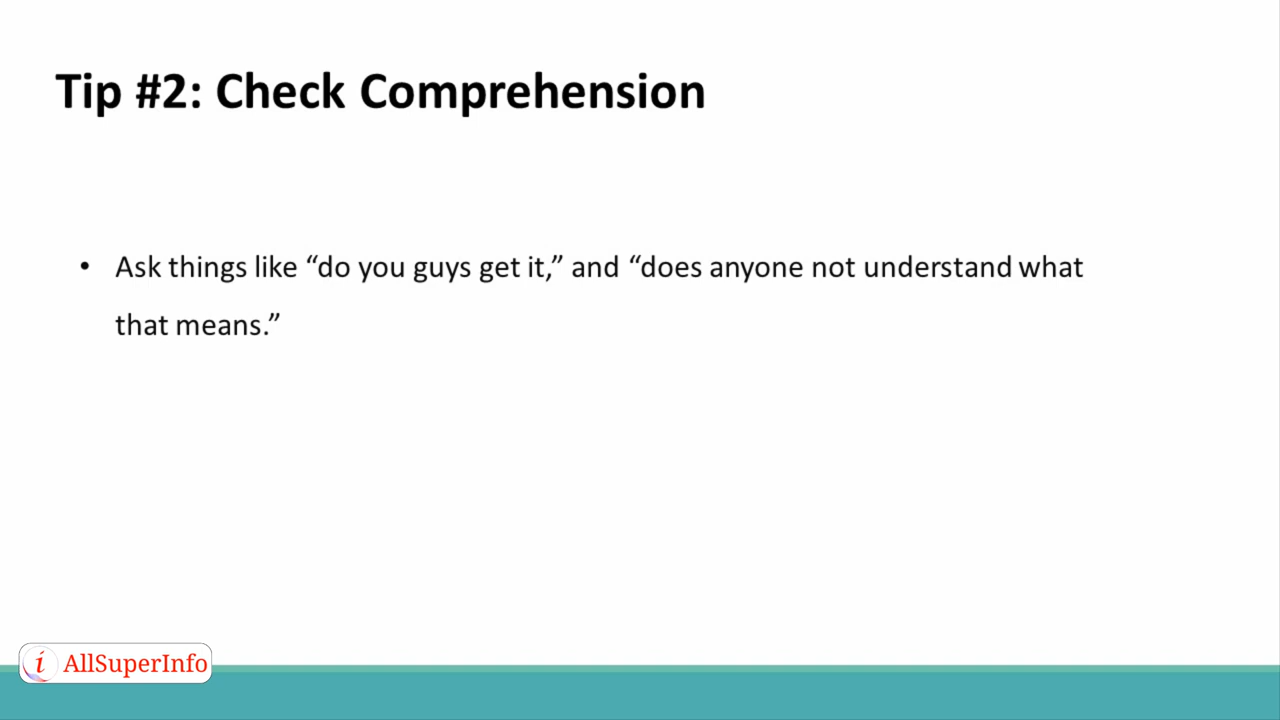 Tip #2: Check Comprehension
• Ask things like “do you guys get it,” and “does anyone not understand what
that means.”
i AllSuperInfo